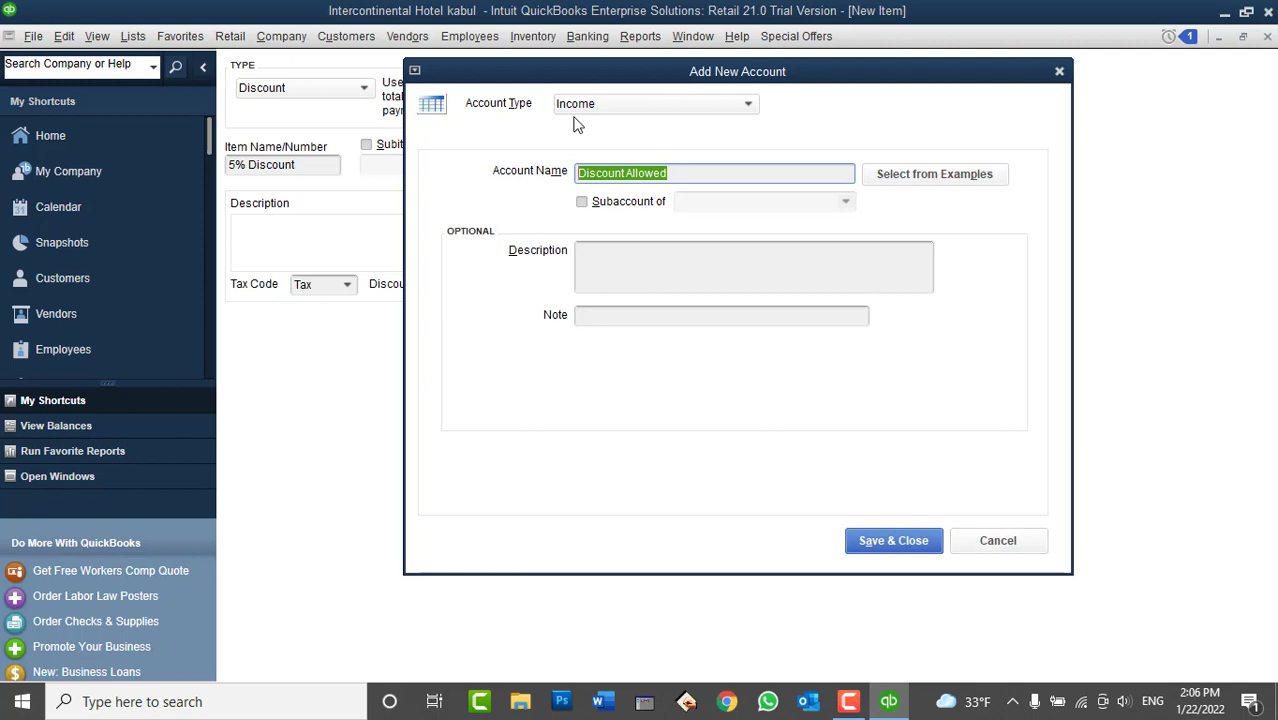 Intercontinental Hotel kabul - Intuit QuickBooks Enterprise Solutions: Retail 21.0 Trial Version - [New Item]
File Edit View Lists Favorites Retail Company Customers Vendors Employees Inventory Banking Reports Window Help Special Offers 1
Search Company or Help
My Shortcuts
Home
My Company
Calendar
Snapshots
Customers
Vendors
Employees
My Shortcuts
View Balances
Run Favorite Reports
Open Windows
Do More With QuickBooks
Get Free Workers Comp Quote
Order Labor Law Posters
Order Checks & Supplies
Promote Your Business
New: Business Loans
TYPE
Discount
Use
total
payn
Item Name/Number
Subit
5% Discount
Description
Tax Code Tax Discou
Add New Account
Account Type Income
Account Name Discount Allowed Select from Examples
Subaccount of
OPTIONAL
Description
Note
Save & Close Cancel
Type here to search
33°F ENG
2:06 PM
1/22/2022